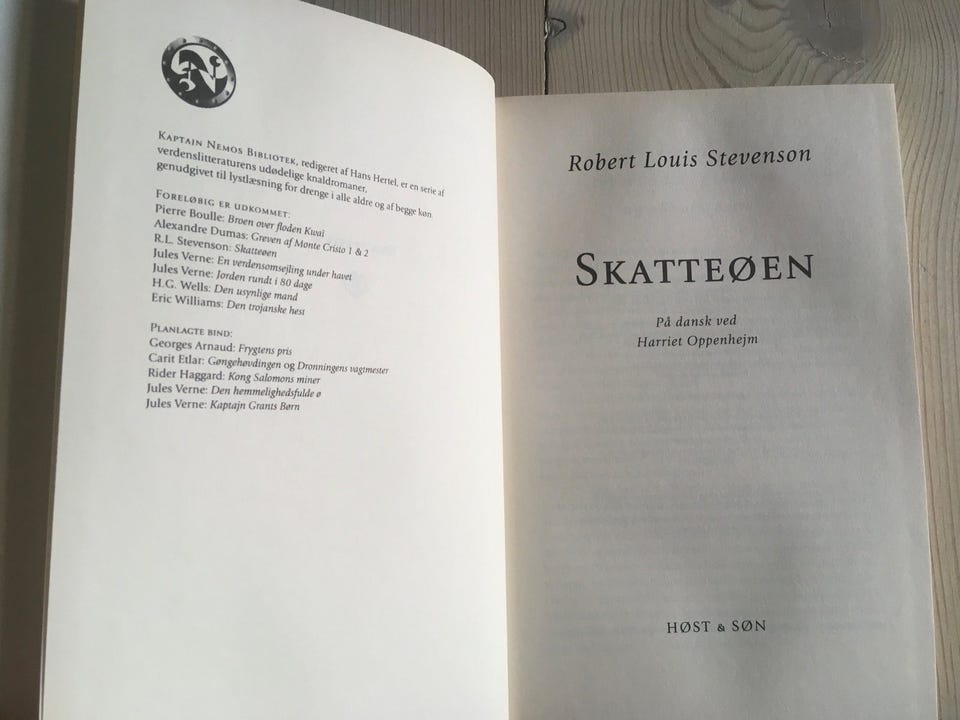 N
KAPTAIN NEMOS BIBLIOTEK, redigeret af Hans Hertel, er en serie af
verdenslitteraturens udødelige knaldromaner,
genudgivet til lystlæsning for drenge i alle aldre og af begge køn.
FORELØBIG ER UDKOMMET:
Pierre Boulle: Broen over floden Kwai
Alexandre Dumas: Greven af Monte Cristo 1 & 2
R.L. Stevenson: Skatteøen
Jules Verne: En verdensomsejling under havet
Jules Verne: Jorden rundt i 80 dage
H.G. Wells: Den usynlige mand
Eric Williams: Den trojanske hest
PLANLAGTE BIND:
Georges Arnaud: Frygtens pris
Carit Etlar: Gøngehøvdingen og Dronningens vagtmester
Rider Haggard: Kong Salomons miner
Jules Verne: Den hemmelighedsfulde ø
Jules Verne: Kaptajn Grants Børn
Robert Louis Stevenson
SKATTEØEN
På dansk ved
Harriet Oppenhejm
HØST & SØN